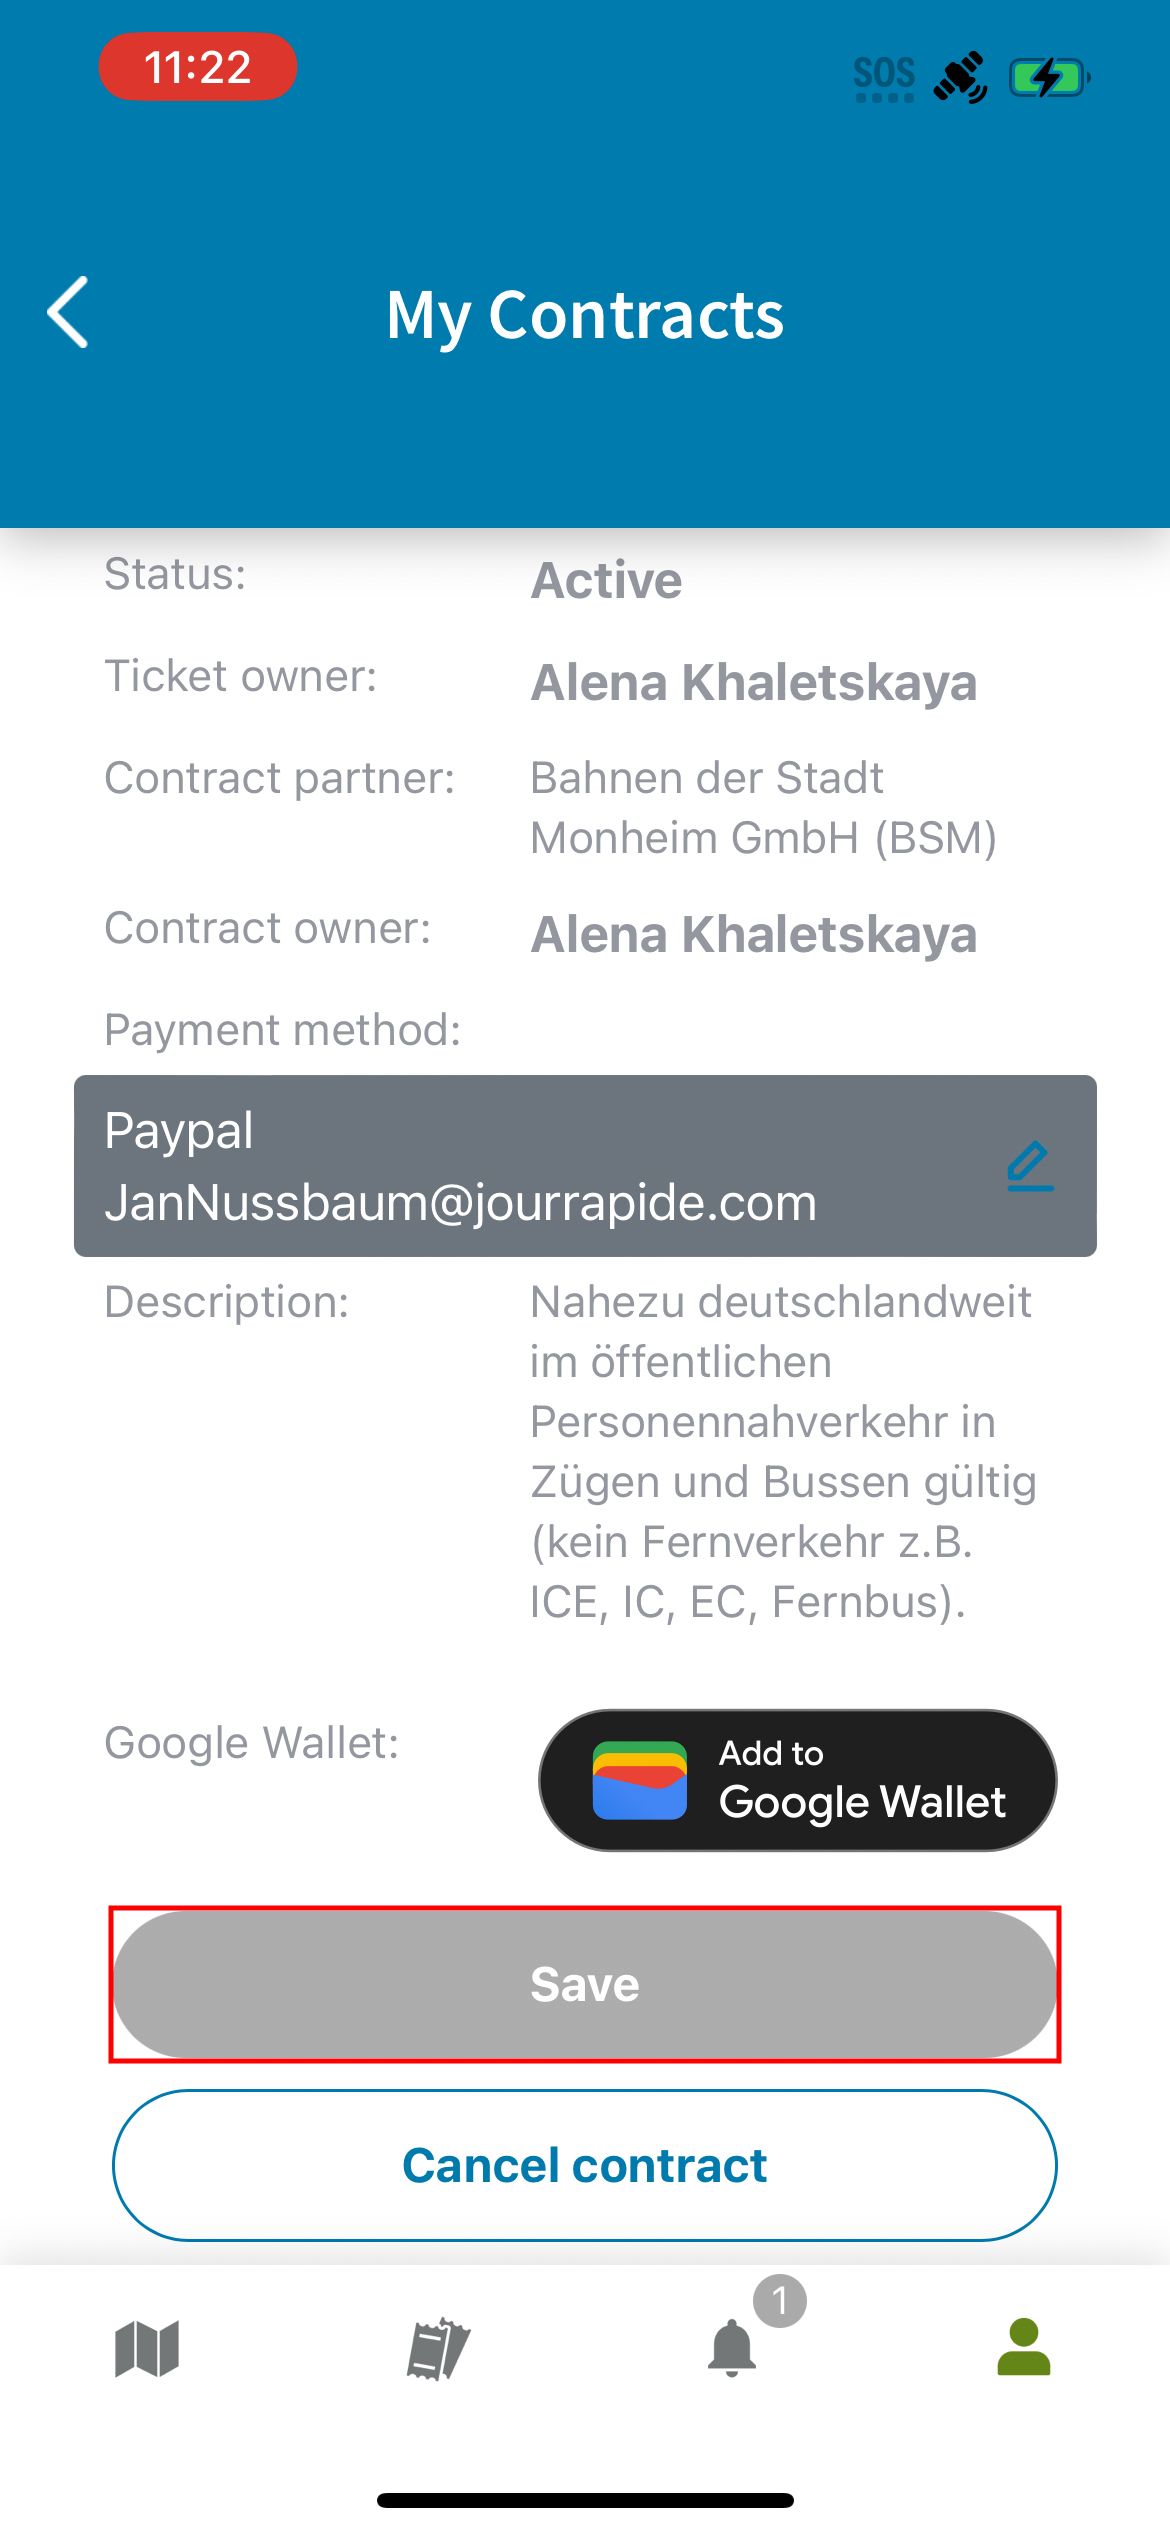 11:22
SOS
My Contracts
Status:
Active
Ticket owner:
Alena Khaletskaya
Contract partner:
Bahnen der Stadt
Monheim GmbH (BSM)
Contract owner:
Alena Khaletskaya
Payment method:
Paypal
JanNussbaum@jourrapide.com
Description:
Nahezu deutschlandweit
im öffentlichen
Personennahverkehr in
Zügen und Bussen gültig
(kein Fernverkehr z.B.
ICE, IC, EC, Fernbus).
Google Wallet:
Add to
Google Wallet
Save
Cancel contract
1